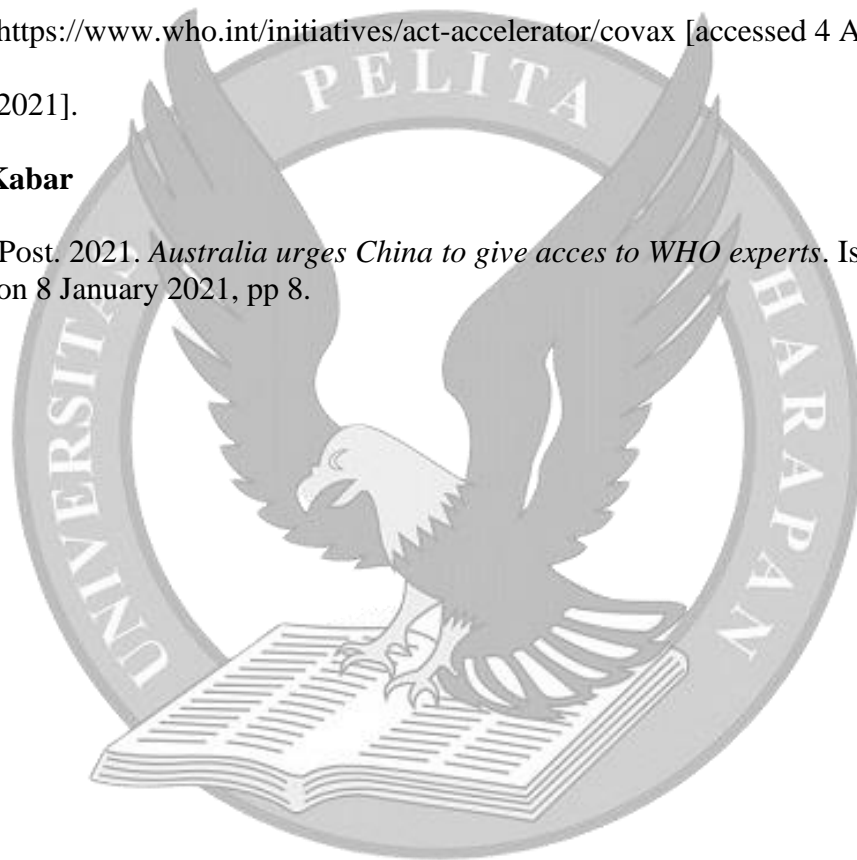 https://www.who.int/initiatives/act-accelerator/covax [accessed 4 A
2021].
Kabar
Post. 2021. Australia urges China to give acces to WHO experts. Is
on 8 January 2021, pp 8.
UNIVERSITAS PELITA HARAPAN